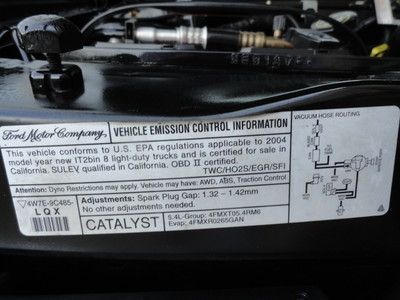 Ford Motor Company
VEHICLE EMISSION CONTROL INFORMATION
This vehicle conforms to U.S. EPA regulations applicable to 2004
model year new IT2bin 8 light-duty trucks and is certified for sale in
California. SULEV qualified in California. OBD II certified.
TWC/HO2S/EGR/SFI
Attention: Dyno Restrictions may apply. Vehicle may have: AWD, ABS, Traction Control
4W7E-9C485-
LQX
Adjustments: Spark Plug Gap: 1.32 - 1.42mm
CATALYST
5.4L-Group: 4FMXT05.4RM6
Evap: 4FMXR0265GAN
VACUUM HOSE ROUTING